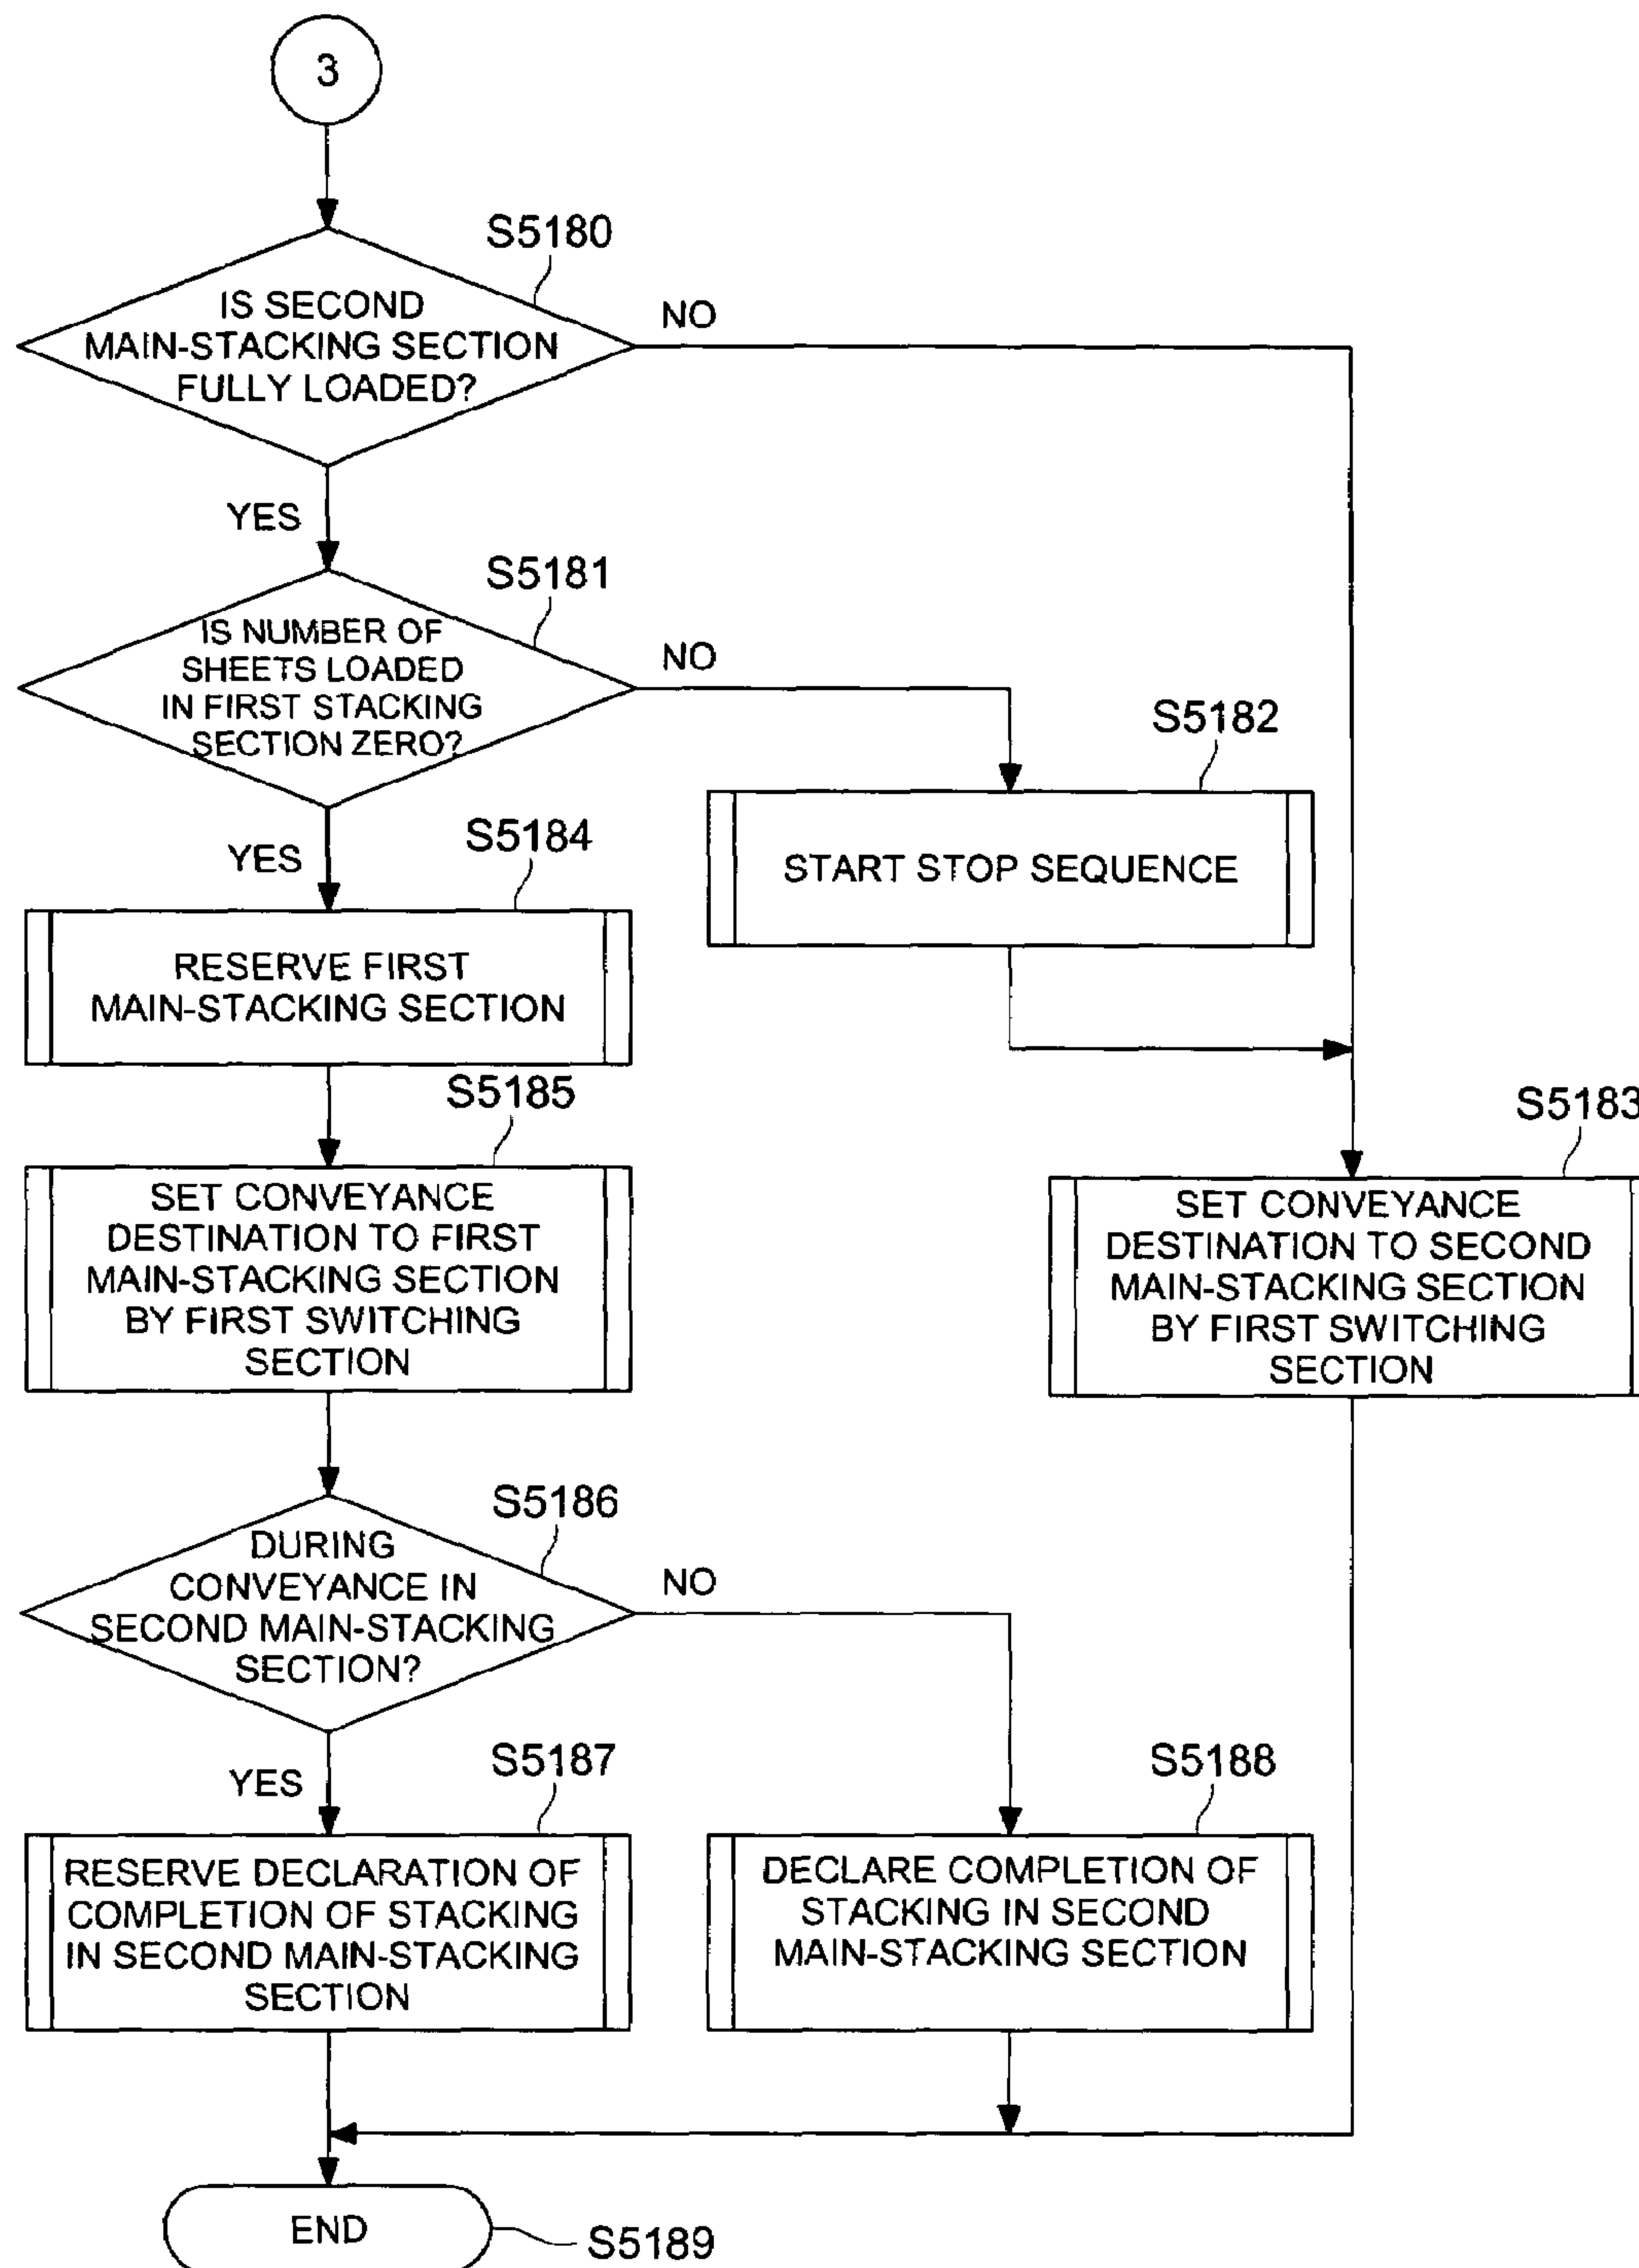 3
S5180
IS SECOND
MAIN-STACKING SECTION
FULLY LOADED?
NO
YES
S5181
IS NUMBER OF
SHEETS LOADED
IN FIRST STACKING
SECTION ZERO?
NO
YES
S5182
START STOP SEQUENCE
S5184
RESERVE FIRST
MAIN-STACKING SECTION
S5185
SET CONVEYANCE
DESTINATION TO FIRST
MAIN-STACKING SECTION
BY FIRST SWITCHING
SECTION
S5183
SET CONVEYANCE
DESTINATION TO SECOND
MAIN-STACKING SECTION
BY FIRST SWITCHING
SECTION
S5186
DURING
CONVEYANCE IN
SECOND MAIN-STACKING
SECTION?
NO
YES
S5187
RESERVE DECLARATION OF
COMPLETION OF STACKING
IN SECOND MAIN-STACKING
SECTION
S5188
DECLARE COMPLETION OF
STACKING IN SECOND
MAIN-STACKING SECTION
END
S5189